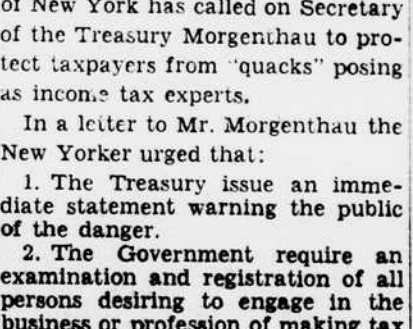 of New York has called on Secretary
of the Treasury Morgenthau to pro-
tect taxpayers from "quacks" posing
as income tax experts.
In a letter to Mr. Morgenthau the
New Yorker urged that:
1. The Treasury issue an imme-
diate statement warning the public
of the danger.
2. The Government require an
examination and registration of all
persons desiring to engage in the
business or profession of making tax